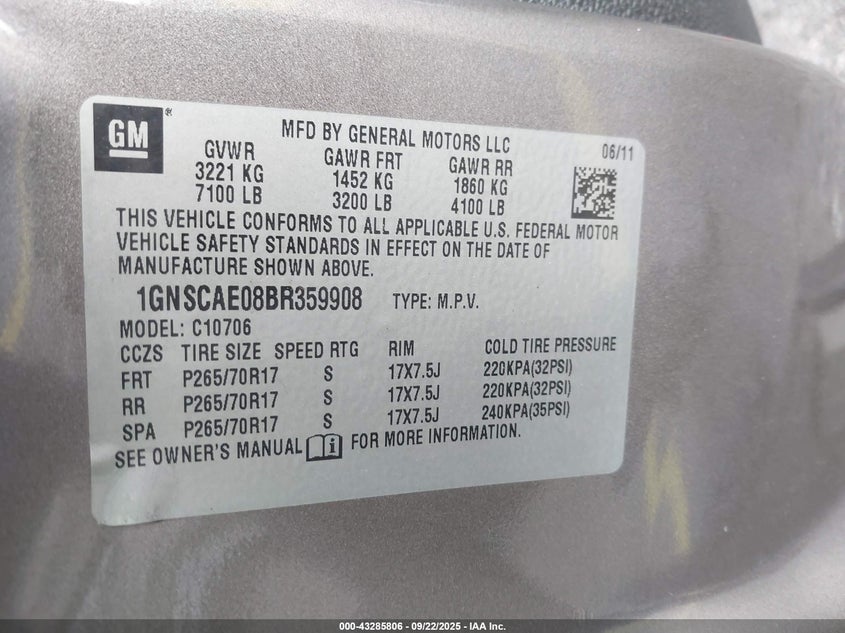 GM
MFD BY GENERAL MOTORS LLC
06/11
GVWR GAWR FRT GAWR RR
3221 KG 1452 KG 1860 KG
7100 LB 3200 LB 4100 LB
THIS VEHICLE CONFORMS TO ALL APPLICABLE U.S. FEDERAL MOTOR
VEHICLE SAFETY STANDARDS IN EFFECT ON THE DATE OF
MANUFACTURE SHOWN ABOVE.
1GNSCAE08BR359908 TYPE: M.P.V.
MODEL: C10706
CCZS TIRE SIZE SPEED RTG RIM COLD TIRE PRESSURE
FRT P265/70R17 S 17X7.5J 220KPA(32PSI)
RR P265/70R17 S 17X7.5J 220KPA(32PSI)
SPA P265/70R17 S 17X7.5J 240KPA(35PSI)
SEE OWNER'S MANUAL FOR MORE INFORMATION.
000-43285806 - 09/22/2025 - IAA Inc.